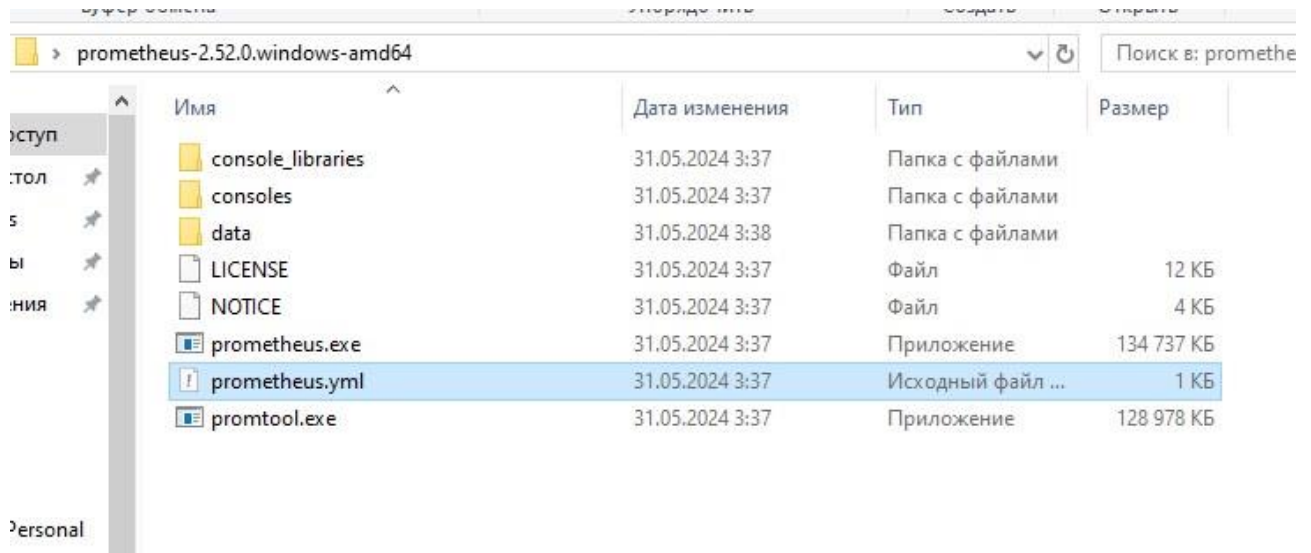 prometheus-2.52.0.windows-amd64 Поиск в: promethe
Имя Дата изменения Тип Размер
оступ
тол
s
ы
ния
console_libraries 31.05.2024 3:37 Папка с файлами
consoles 31.05.2024 3:37 Папка с файлами
data 31.05.2024 3:38 Папка с файлами
LICENSE 31.05.2024 3:37 Файл 12 КБ
NOTICE 31.05.2024 3:37 Файл 4 КБ
prometheus.exe 31.05.2024 3:37 Приложение 134 737 КБ
prometheus.yml 31.05.2024 3:37 Исходный файл ... 1 КБ
promtool.exe 31.05.2024 3:37 Приложение 128 978 КБ
Personal